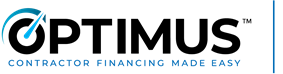 OPTIMUS™
CONTRACTOR FINANCING MADE EASY